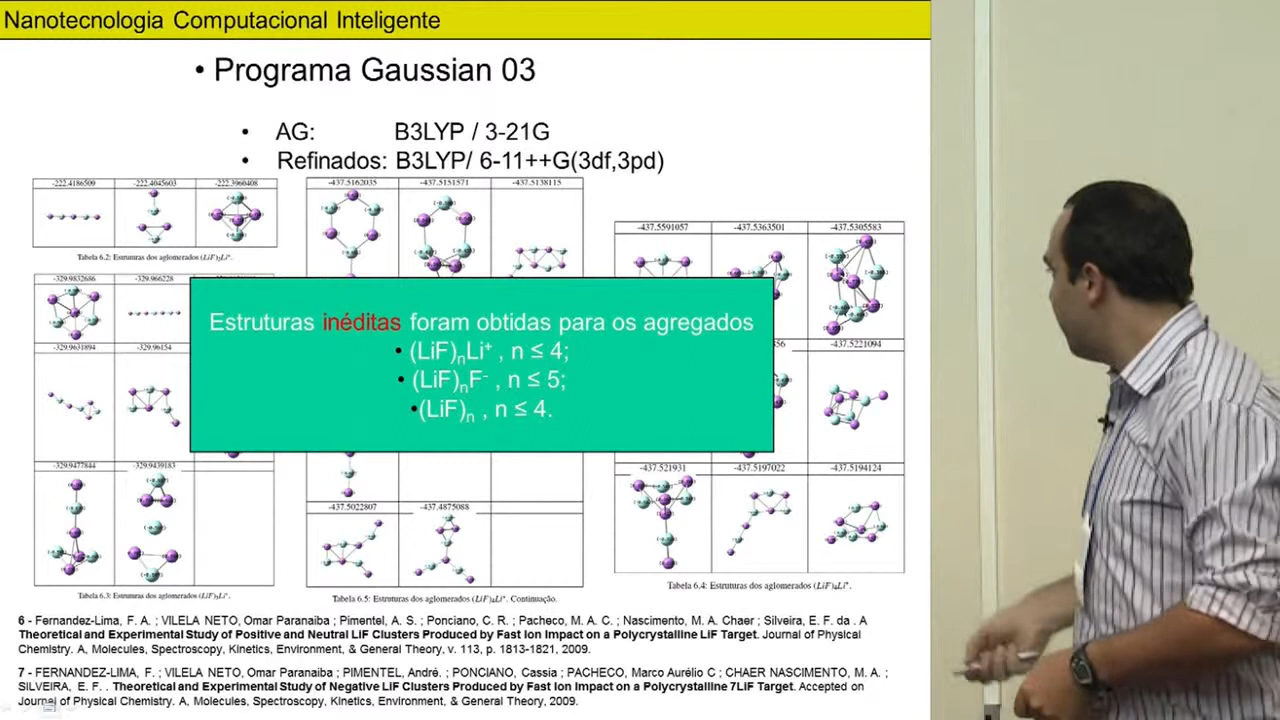 Nanotecnologia Computacional Inteligente
• Programa Gaussian 03
• AG: B3LYP / 3-21G
• Refinados: B3LYP/ 6-11++G(3df,3pd)
-222.4186509 -222.4045603 -222.3960408
Tabela 6.2: Estruturas dos aglomerados (LiF)₂Li⁺.
-329.9832686 -329.966228
-329.9631894 -329.96154
-329.9477844 -329.9439183
Tabela 6.3: Estruturas dos aglomerados (LiF)₃Li⁺.
-437.5162035 -437.5151571 -437.5138115
-437.5022807 -437.4875088
Tabela 6.5: Estruturas dos aglomerados (LiF)₄Li⁺. Continuação.
-437.5591057 -437.5363501 -437.5305583
-437.5221094
-437.521931 -437.5197022 -437.5194124
Tabela 6.4: Estruturas dos aglomerados (LiF)₄Li⁺.
Estruturas inéditas foram obtidas para os agregados
• (LiF)ₙLi⁺ , n ≤ 4;
• (LiF)ₙF⁻ , n ≤ 5;
•(LiF)ₙ , n ≤ 4.
6 - Fernandez-Lima, F. A. ; VILELA NETO, Omar Paranaiba ; Pimentel, A. S. ; Ponciano, C. R. ; Pacheco, M. A. C. ; Nascimento, M. A. Chaer ; Silveira, E. F. da . A
Theoretical and Experimental Study of Positive and Neutral LiF Clusters Produced by Fast Ion Impact on a Polycrystalline LiF Target. Journal of Physical
Chemistry. A, Molecules, Spectroscopy, Kinetics, Environment, & General Theory, v. 113, p. 1813-1821, 2009.
7 - FERNANDEZ-LIMA, F. ; VILELA NETO, Omar Paranaiba ; PIMENTEL, André. ; PONCIANO, Cassia ; PACHECO, Marco Aurélio C ; CHAER NASCIMENTO, M. A. ;
SILVEIRA, E. F. . Theoretical and Experimental Study of Negative LiF Clusters Produced by Fast Ion Impact on a Polycrystalline 7LiF Target. Accepted on
Journal of Physical Chemistry. A, Molecules, Spectroscopy, Kinetics, Environment, & General Theory, 2009.